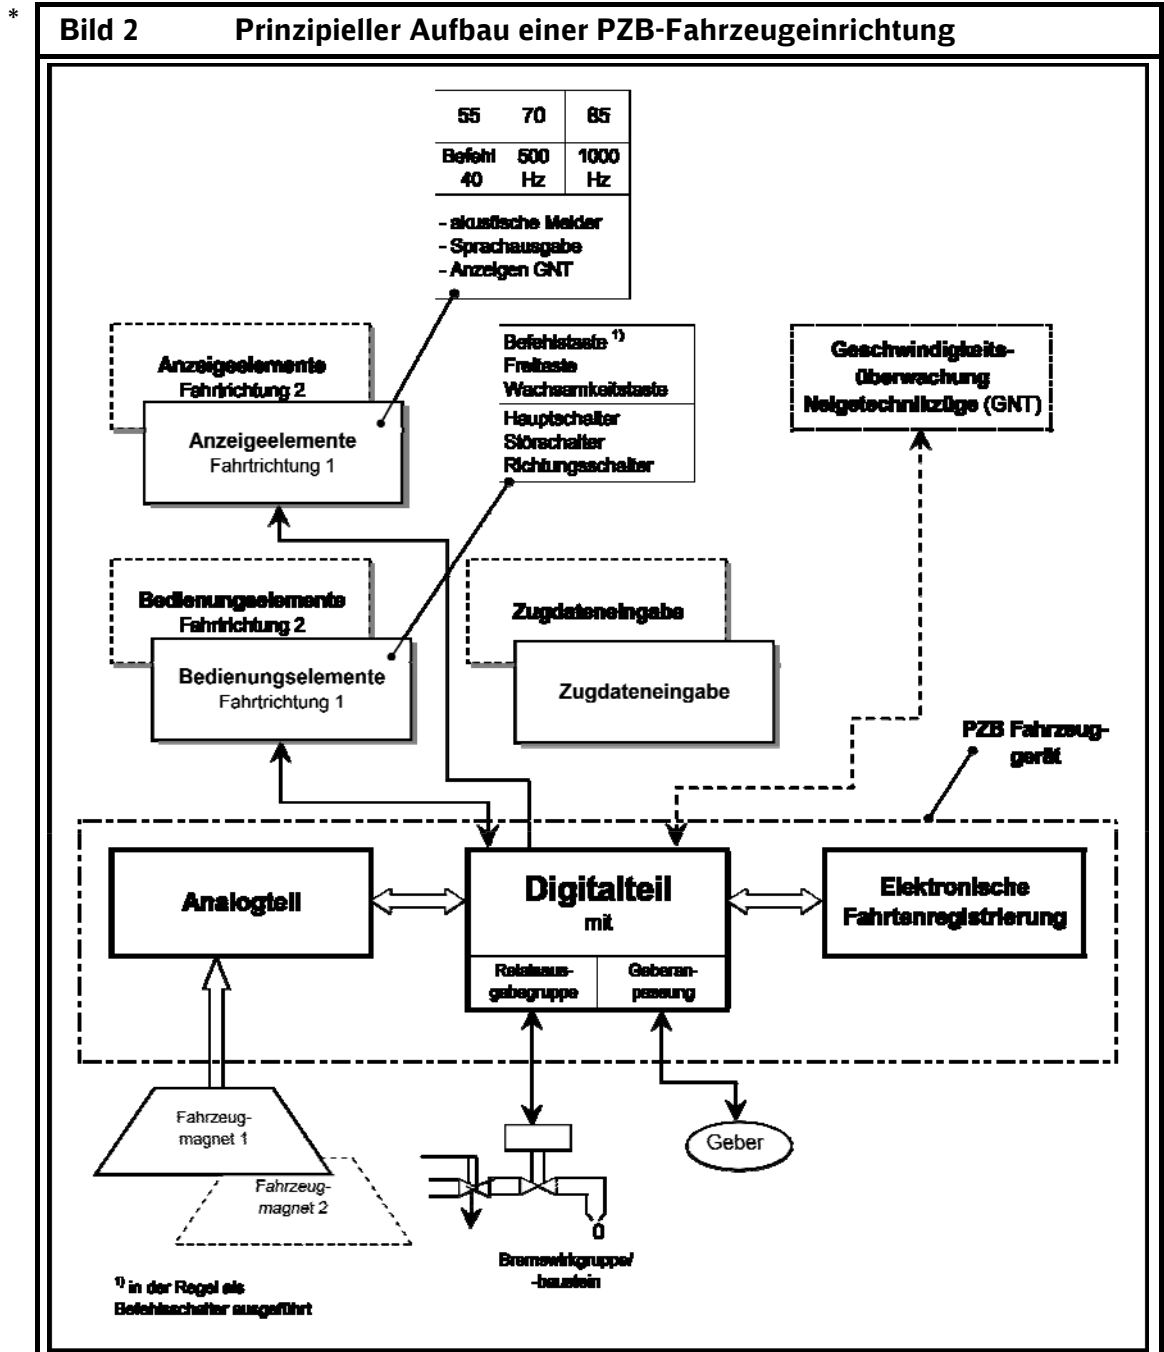 *
Bild 2 Prinzipieller Aufbau einer PZB-Fahrzeugeinrichtung
55 70 85
Befehl 500 1000
40 Hz Hz
- akustische Melder
- Sprachausgabe
- Anzeigen GNT
Befehlstaste 1)
Freitaste
Wachsamkeitstaste
Hauptschalter
Störschalter
Richtungsschalter
Geschwindigkeits-
überwachung
Neigetechnikzüge (GNT)
Anzeigeelemente
Fahrtrichtung 2
Anzeigeelemente
Fahrtrichtung 1
Bedienungselemente
Fahrtrichtung 2
Bedienungselemente
Fahrtrichtung 1
Zugdateneingabe
Zugdateneingabe
PZB Fahrzeug-
gerät
Analogteil
Digitalteil
mit
Relaisaus-
gabegruppe
Geberan-
passung
Elektronische
Fahrtenregistrierung
Fahrzeug-
magnet 1
Fahrzeug-
magnet 2
Geber
Bremswirkgruppe/
-baustein
1) in der Regel als
Befehlsschalter ausgeführt